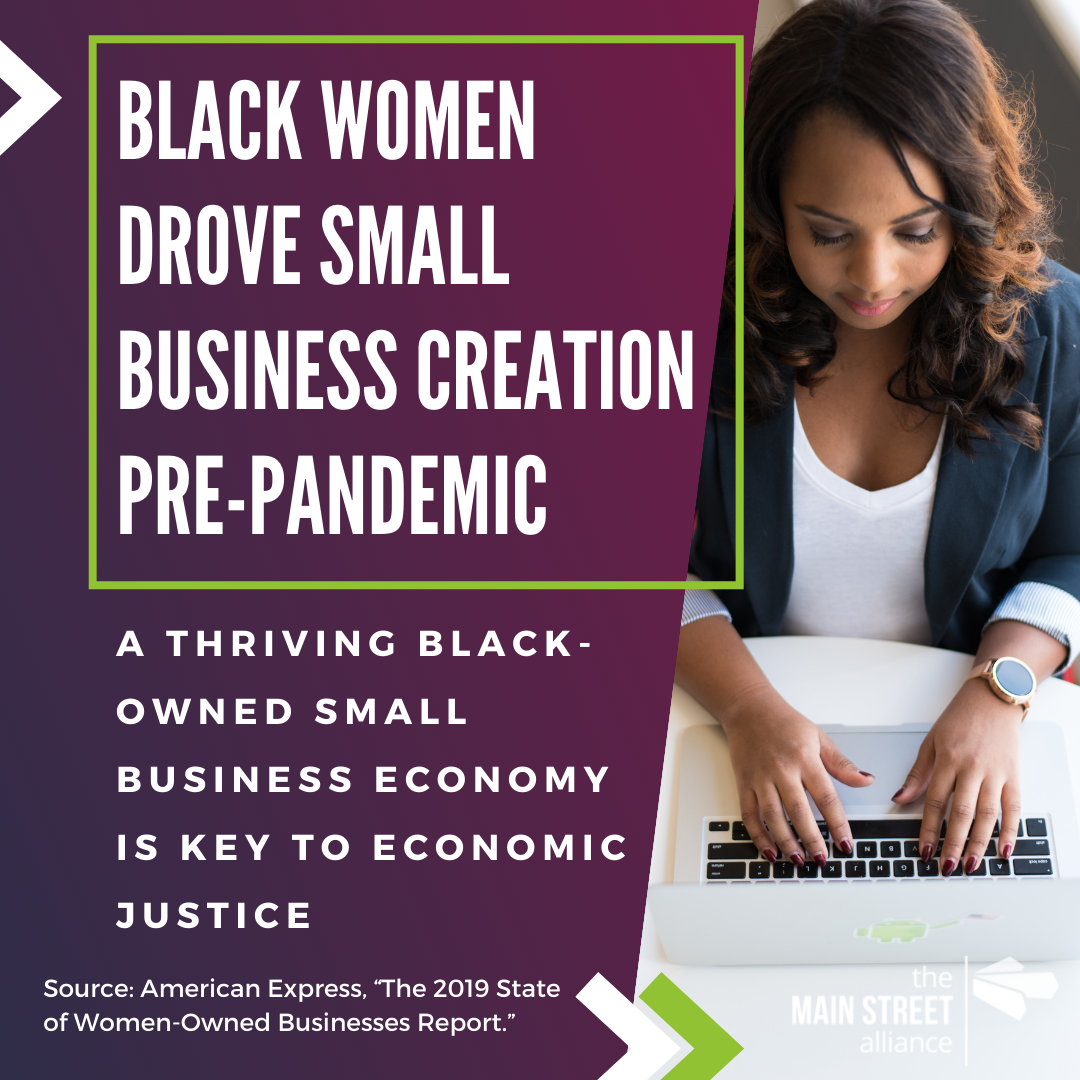 BLACK WOMEN
DROVE SMALL
BUSINESS CREATION
PRE-PANDEMIC
A THRIVING BLACK-
OWNED SMALL
BUSINESS ECONOMY
IS KEY TO ECONOMIC
JUSTICE
Source: American Express, “The 2019 State
of Women-Owned Businesses Report.”
the
MAIN STREET
alliance